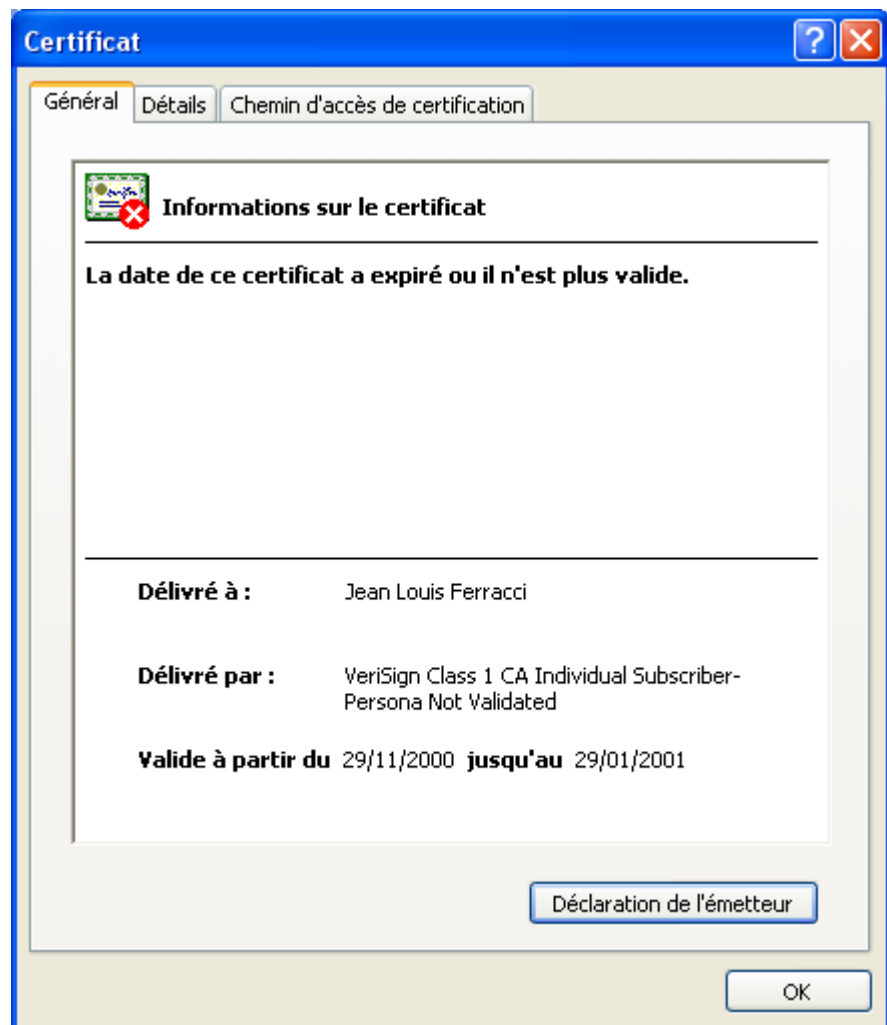 Certificat
Général Détails Chemin d'accès de certification
Informations sur le certificat
La date de ce certificat a expiré ou il n'est plus valide.
Délivré à : Jean Louis Ferracci
Délivré par : VeriSign Class 1 CA Individual Subscriber-
Persona Not Validated
Valide à partir du 29/11/2000 jusqu'au 29/01/2001
Déclaration de l'émetteur
OK